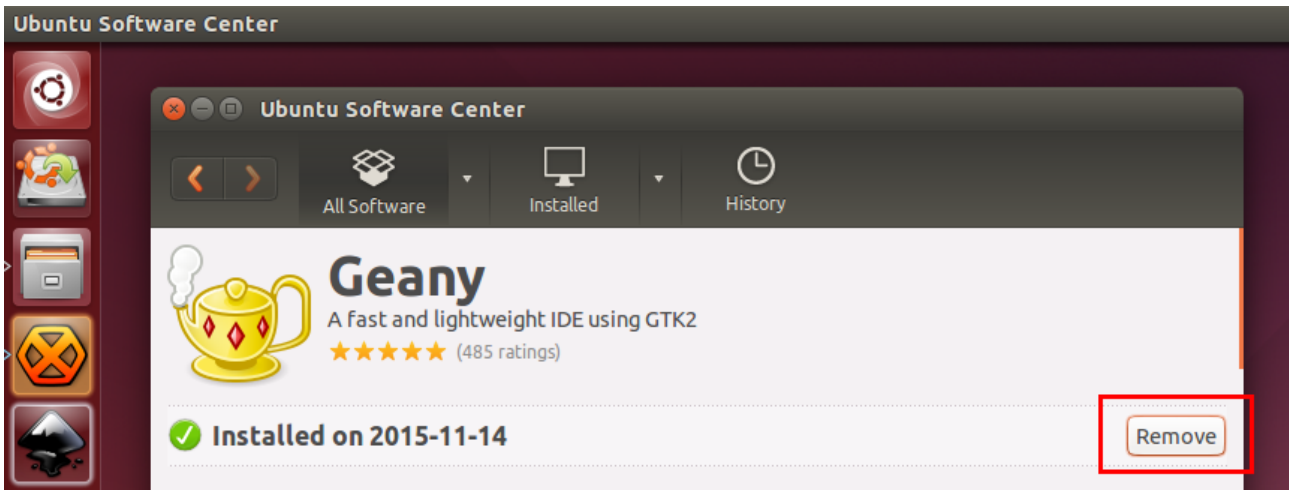 Ubuntu Software Center
Ubuntu Software Center
All Software
Installed
History
Geany
A fast and lightweight IDE using GTK2
(485 ratings)
Installed on 2015-11-14
Remove